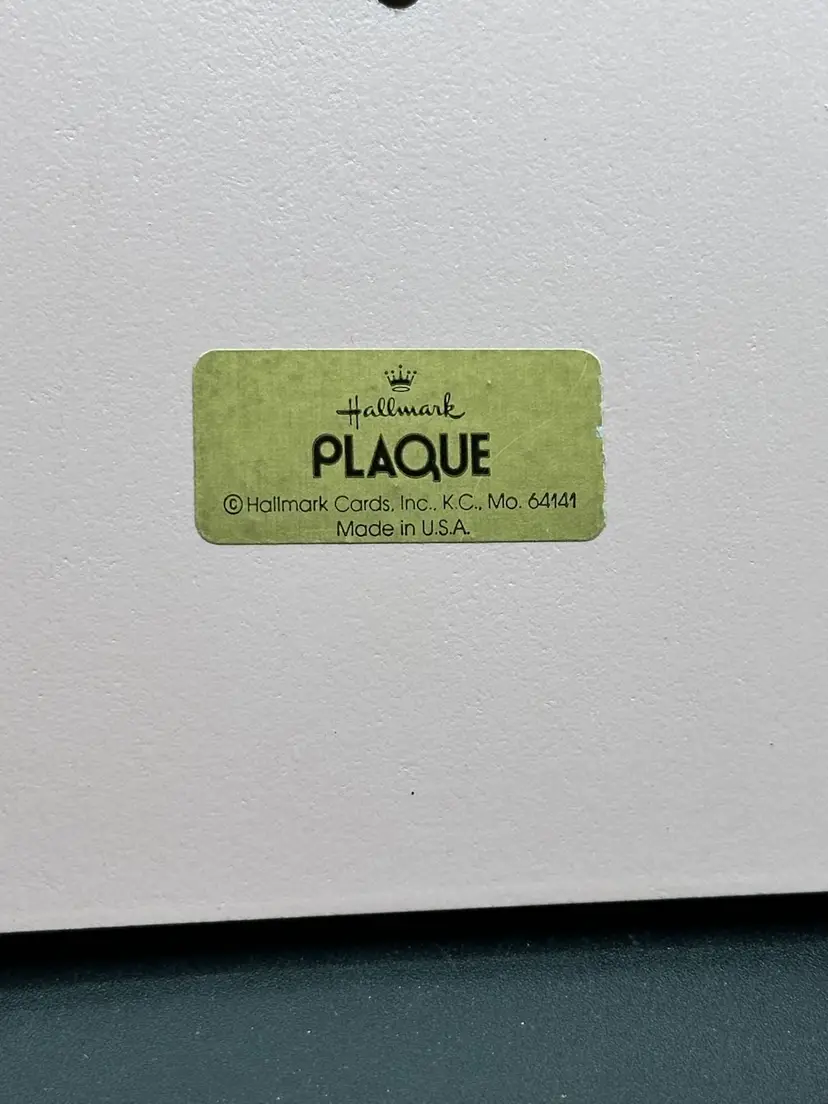 Hallmark
PLAQUE
©Hallmark Cards, Inc., K.C., Mo. 64141
Made in U.S.A.